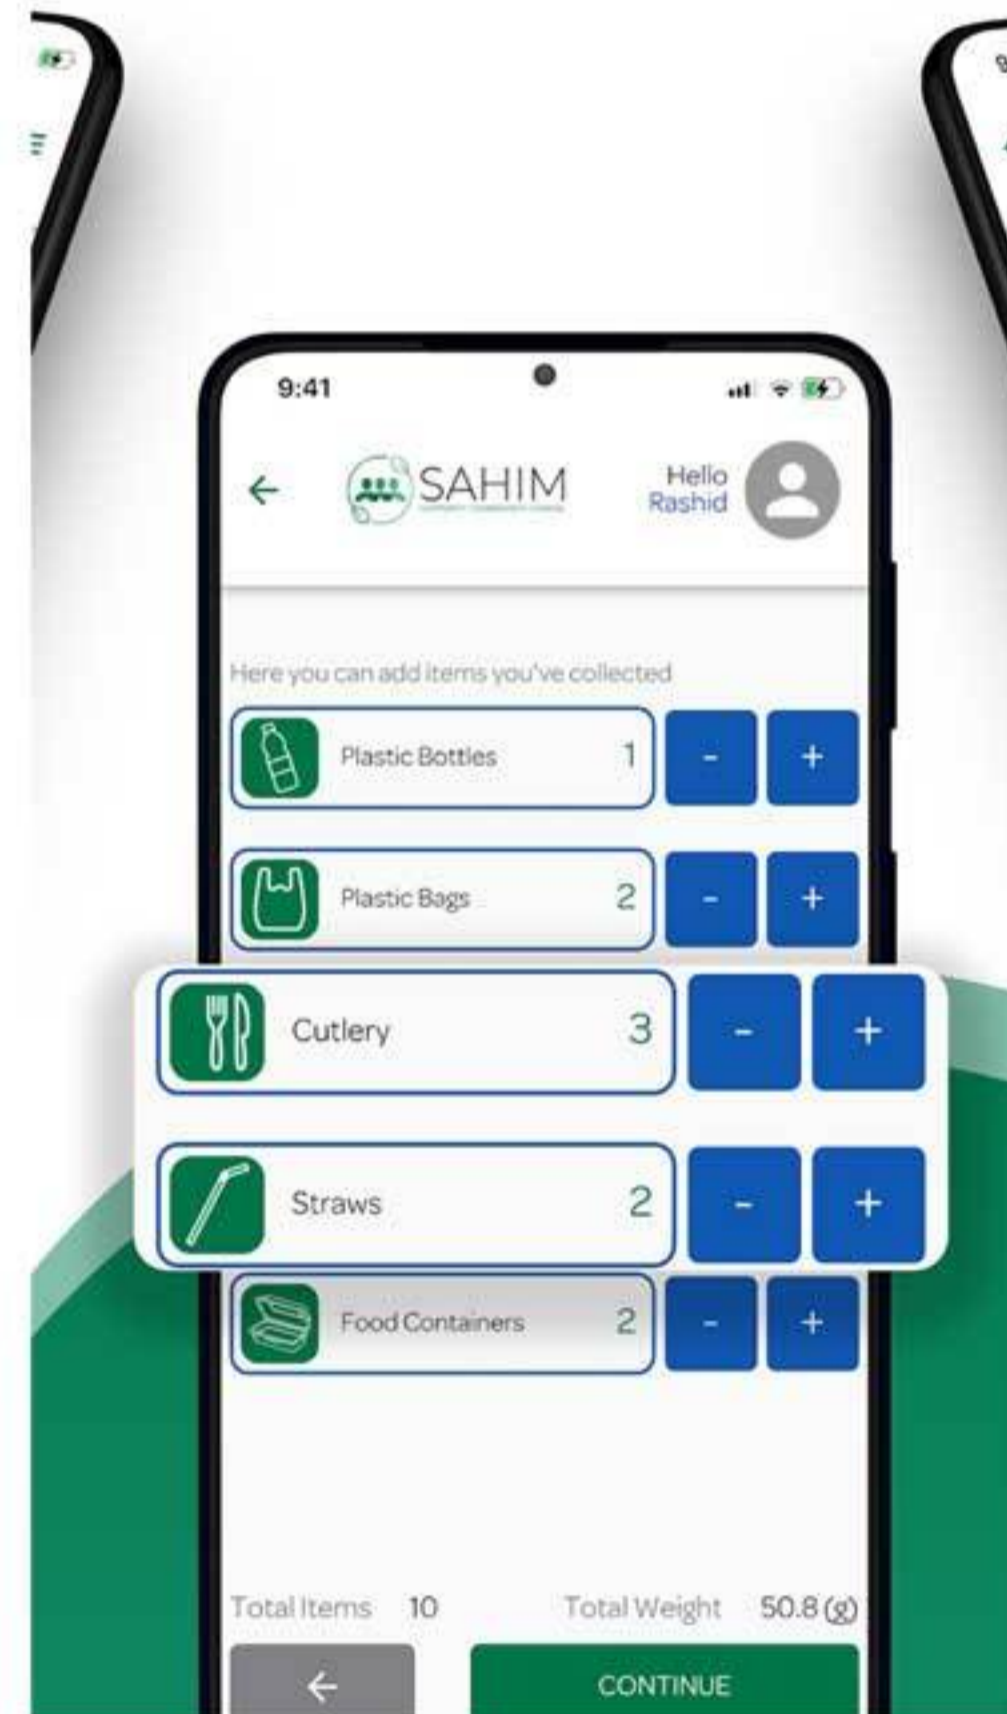 9:41
SAHIM
Hello
Rashid
Here you can add items you've collected
Plastic Bottles 1 - +
Plastic Bags 2 - +
Cutlery 3 - +
Straws 2 - +
Food Containers 2 - +
Total Items 10 Total Weight 50.8 (g)
CONTINUE